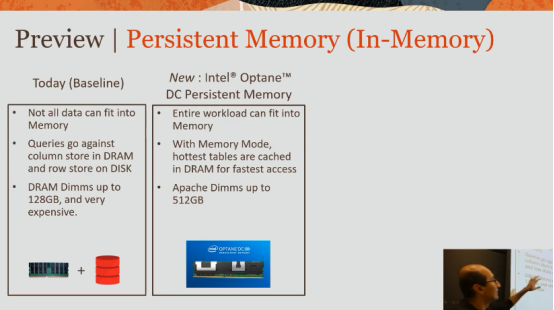 Preview | Persistent Memory (In-Memory)
Today (Baseline)
• Not all data can fit into
Memory
• Queries go against
column store in DRAM
and row store on DISK
• DRAM Dimms up to
128GB, and very
expensive.
+
New : Intel® Optane™
DC Persistent Memory
• Entire workload can fit into
Memory
• With Memory Mode,
hottest tables are cached
in DRAM for fastest access
• Apache Dimms up to
512GB